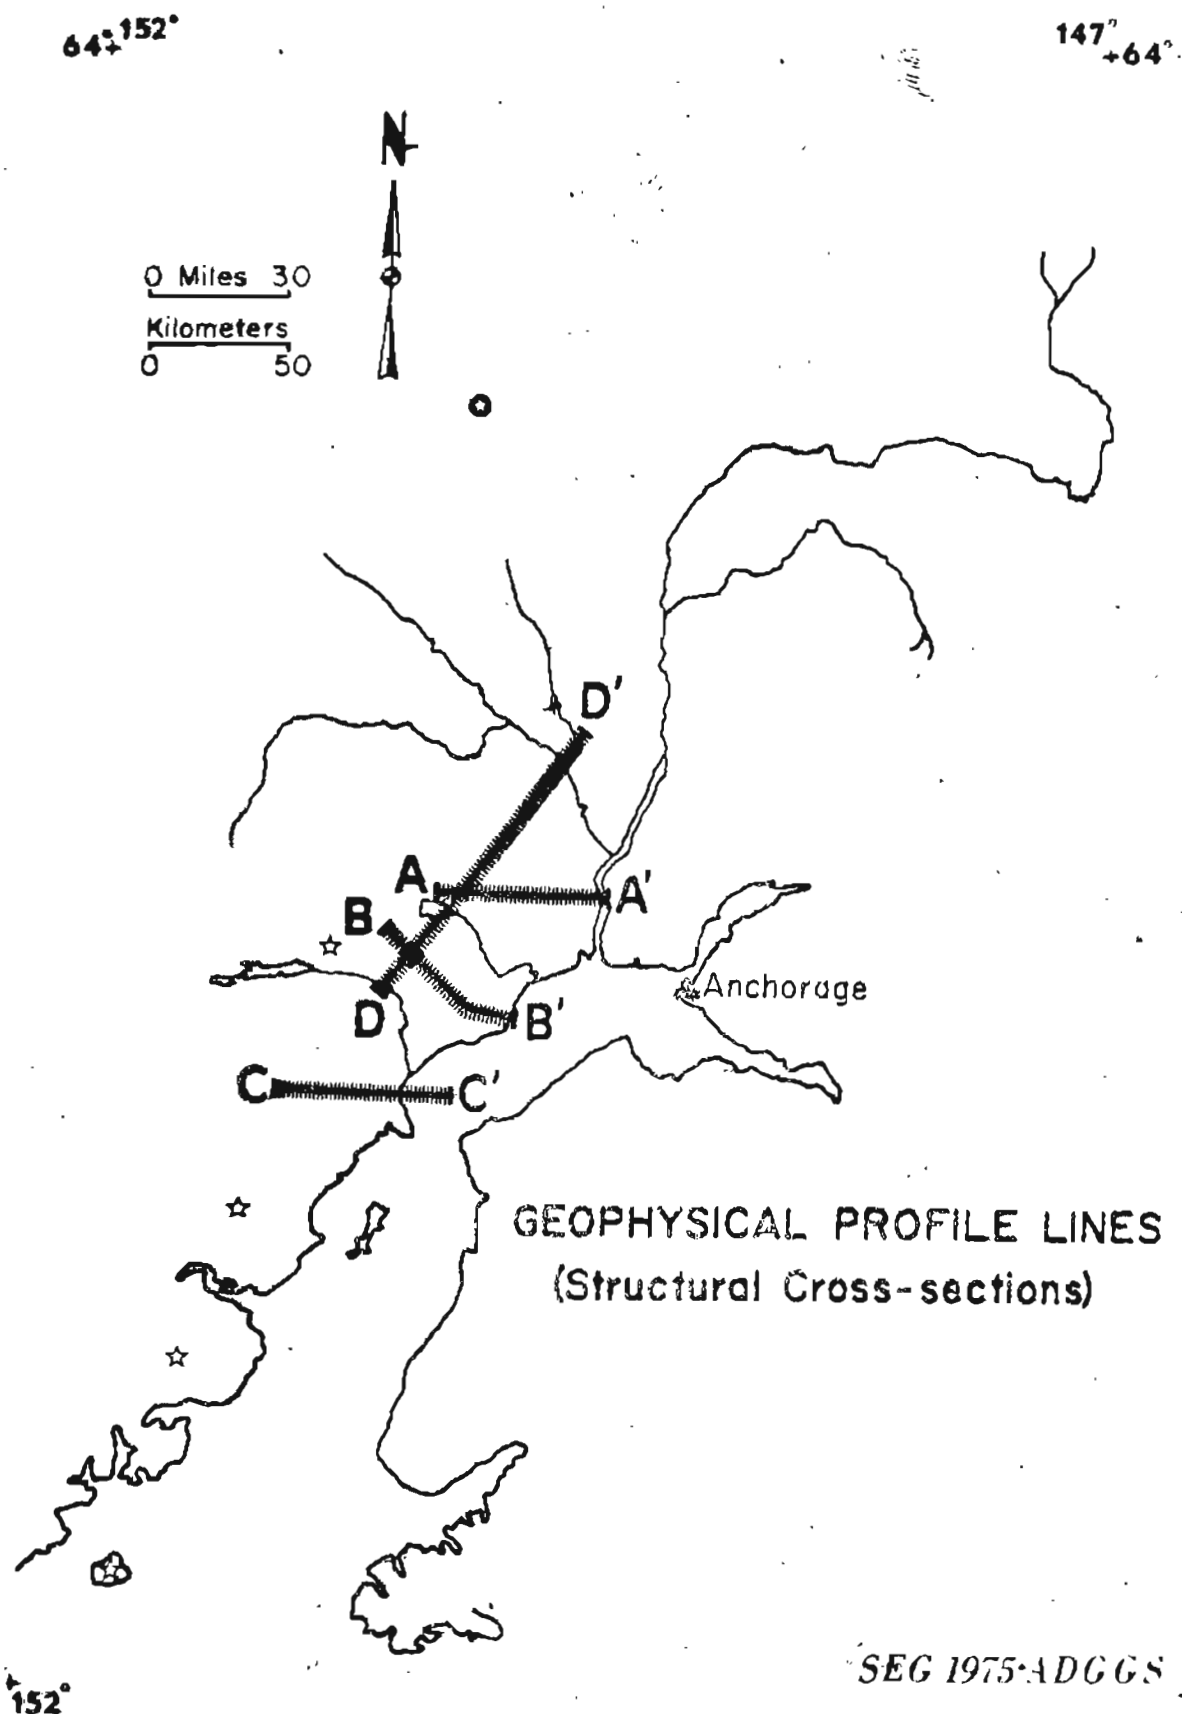 64° 152°
147°
+64°
N
0 Miles 30
Kilometers
0 50
D'
A
A'
B
Anchorage
D
B'
C
C'
GEOPHYSICAL PROFILE LINES
(Structural Cross-sections)
SEG 1975·ADGGS
152°